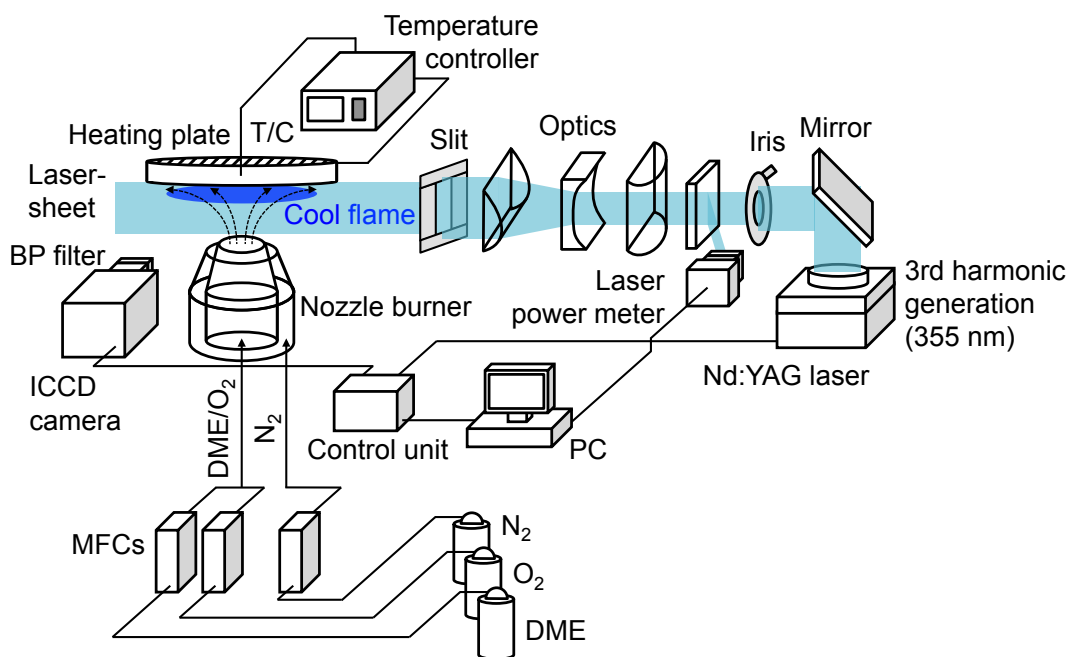 Temperature
controller
Heating plate
T/C
Laser-
sheet
Slit
Optics
Iris
Mirror
Cool flame
BP filter
Nozzle burner
Laser
power meter
3rd harmonic
generation
(355 nm)
Nd:YAG laser
ICCD
camera
DME/O₂
N₂
Control unit
PC
MFCs
N₂
O₂
DME